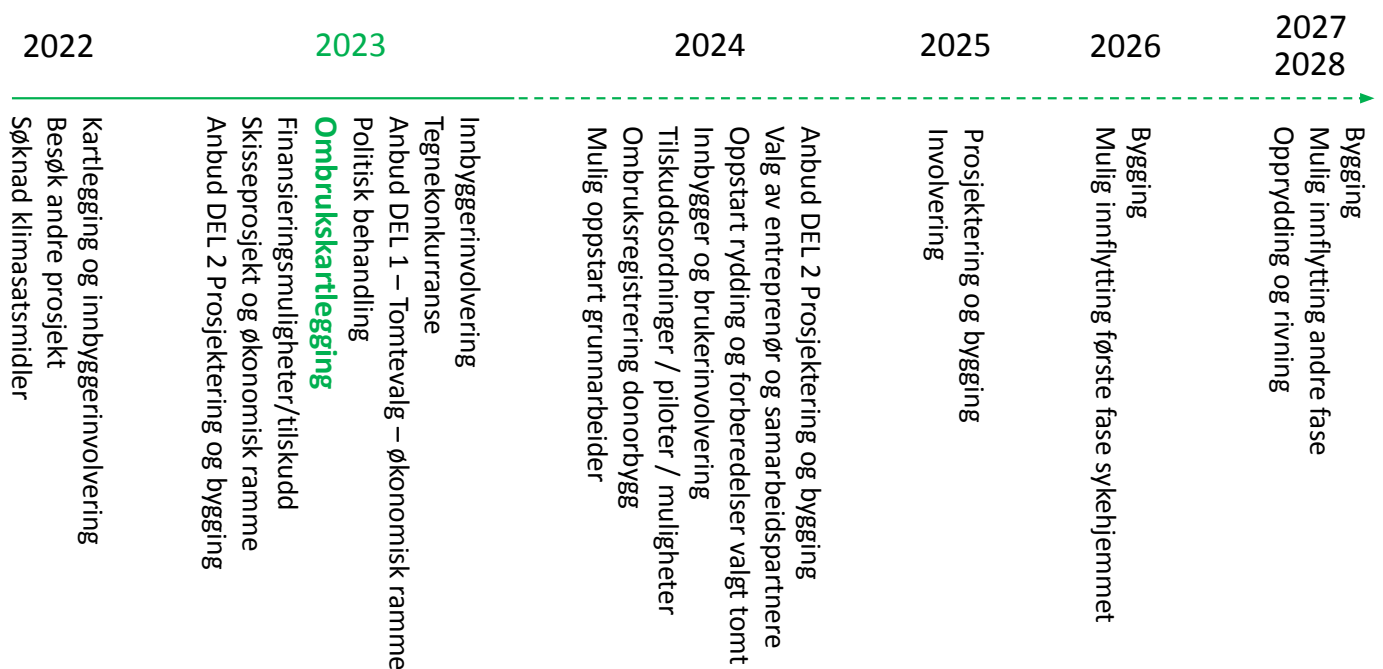 2022
Kartlegging og innbyggerinvolvering
Besøk andre prosjekt
Søknad klimasatsmidler
2023
Innbyggerinvolvering
Tegnekonkurranse
Anbud DEL 1 – Tomtevalg – økonomisk ramme
Politisk behandling
Ombrukskartlegging
Finansieringsmuligheter/tilskudd
Skisseprosjekt og økonomisk ramme
Anbud DEL 2 Prosjektering og bygging
2024
Anbud DEL 2 Prosjektering og bygging
Valg av entreprenør og samarbeidspartnere
Oppstart rydding og forberedelser valgt tomt
Innbygger og brukerinvolvering
Tilskuddsordninger / piloter / muligheter
Ombruksregistrering donorbygg
Mulig oppstart grunnarbeider
2025
Prosjektering og bygging
Involvering
2026
Bygging
Mulig innflytting første fase sykehjemmet
2027
2028
Bygging
Mulig innflytting andre fase
Opprydding og rivning